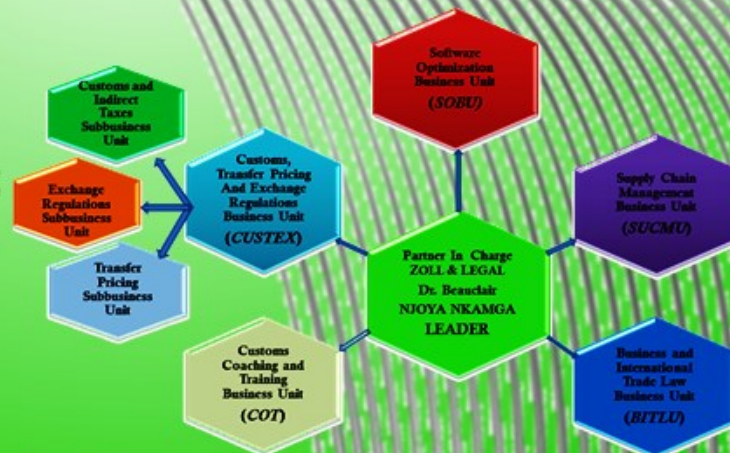 Software
Optimization
Business Unit
(SOBU)
Customs and
Indirect
Taxes
Subbusiness
Unit
Customs,
Transfer Pricing
And Exchange
Regulations
Business Unit
(CUSTEX)
Supply Chain
Management
Business Unit
(SUCMU)
Exchange
Regulations
Subbusiness
Unit
Partner In Charge
ZOLL & LEGAL
Dr. Beauclair
NJOYA NKAMGA
LEADER
Transfer
Pricing
Subbusiness
Unit
Customs
Coaching and
Training
Business Unit
(COT)
Business and
International
Trade Law
Business Unit
(BITLU)